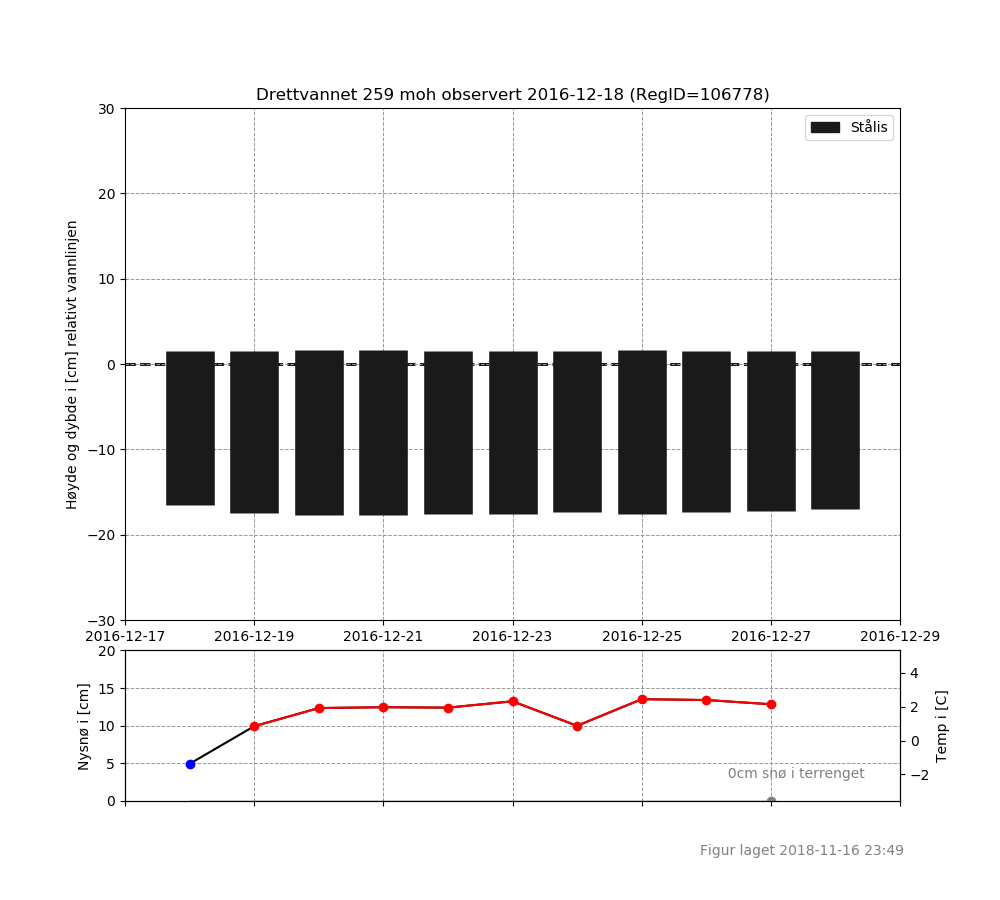 Drettvannet 259 moh observert 2016-12-18 (RegID=106778)
Stålis
Høyde og dybde i [cm] relativt vannlinjen
30
20
10
0
−10
−20
−30
2016-12-17 2016-12-19 2016-12-21 2016-12-23 2016-12-25 2016-12-27 2016-12-29
Nysnø i [cm]
20
15
10
5
0
4
2
0
−2
Temp i [C]
0cm snø i terrenget
Figur laget 2018-11-16 23:49